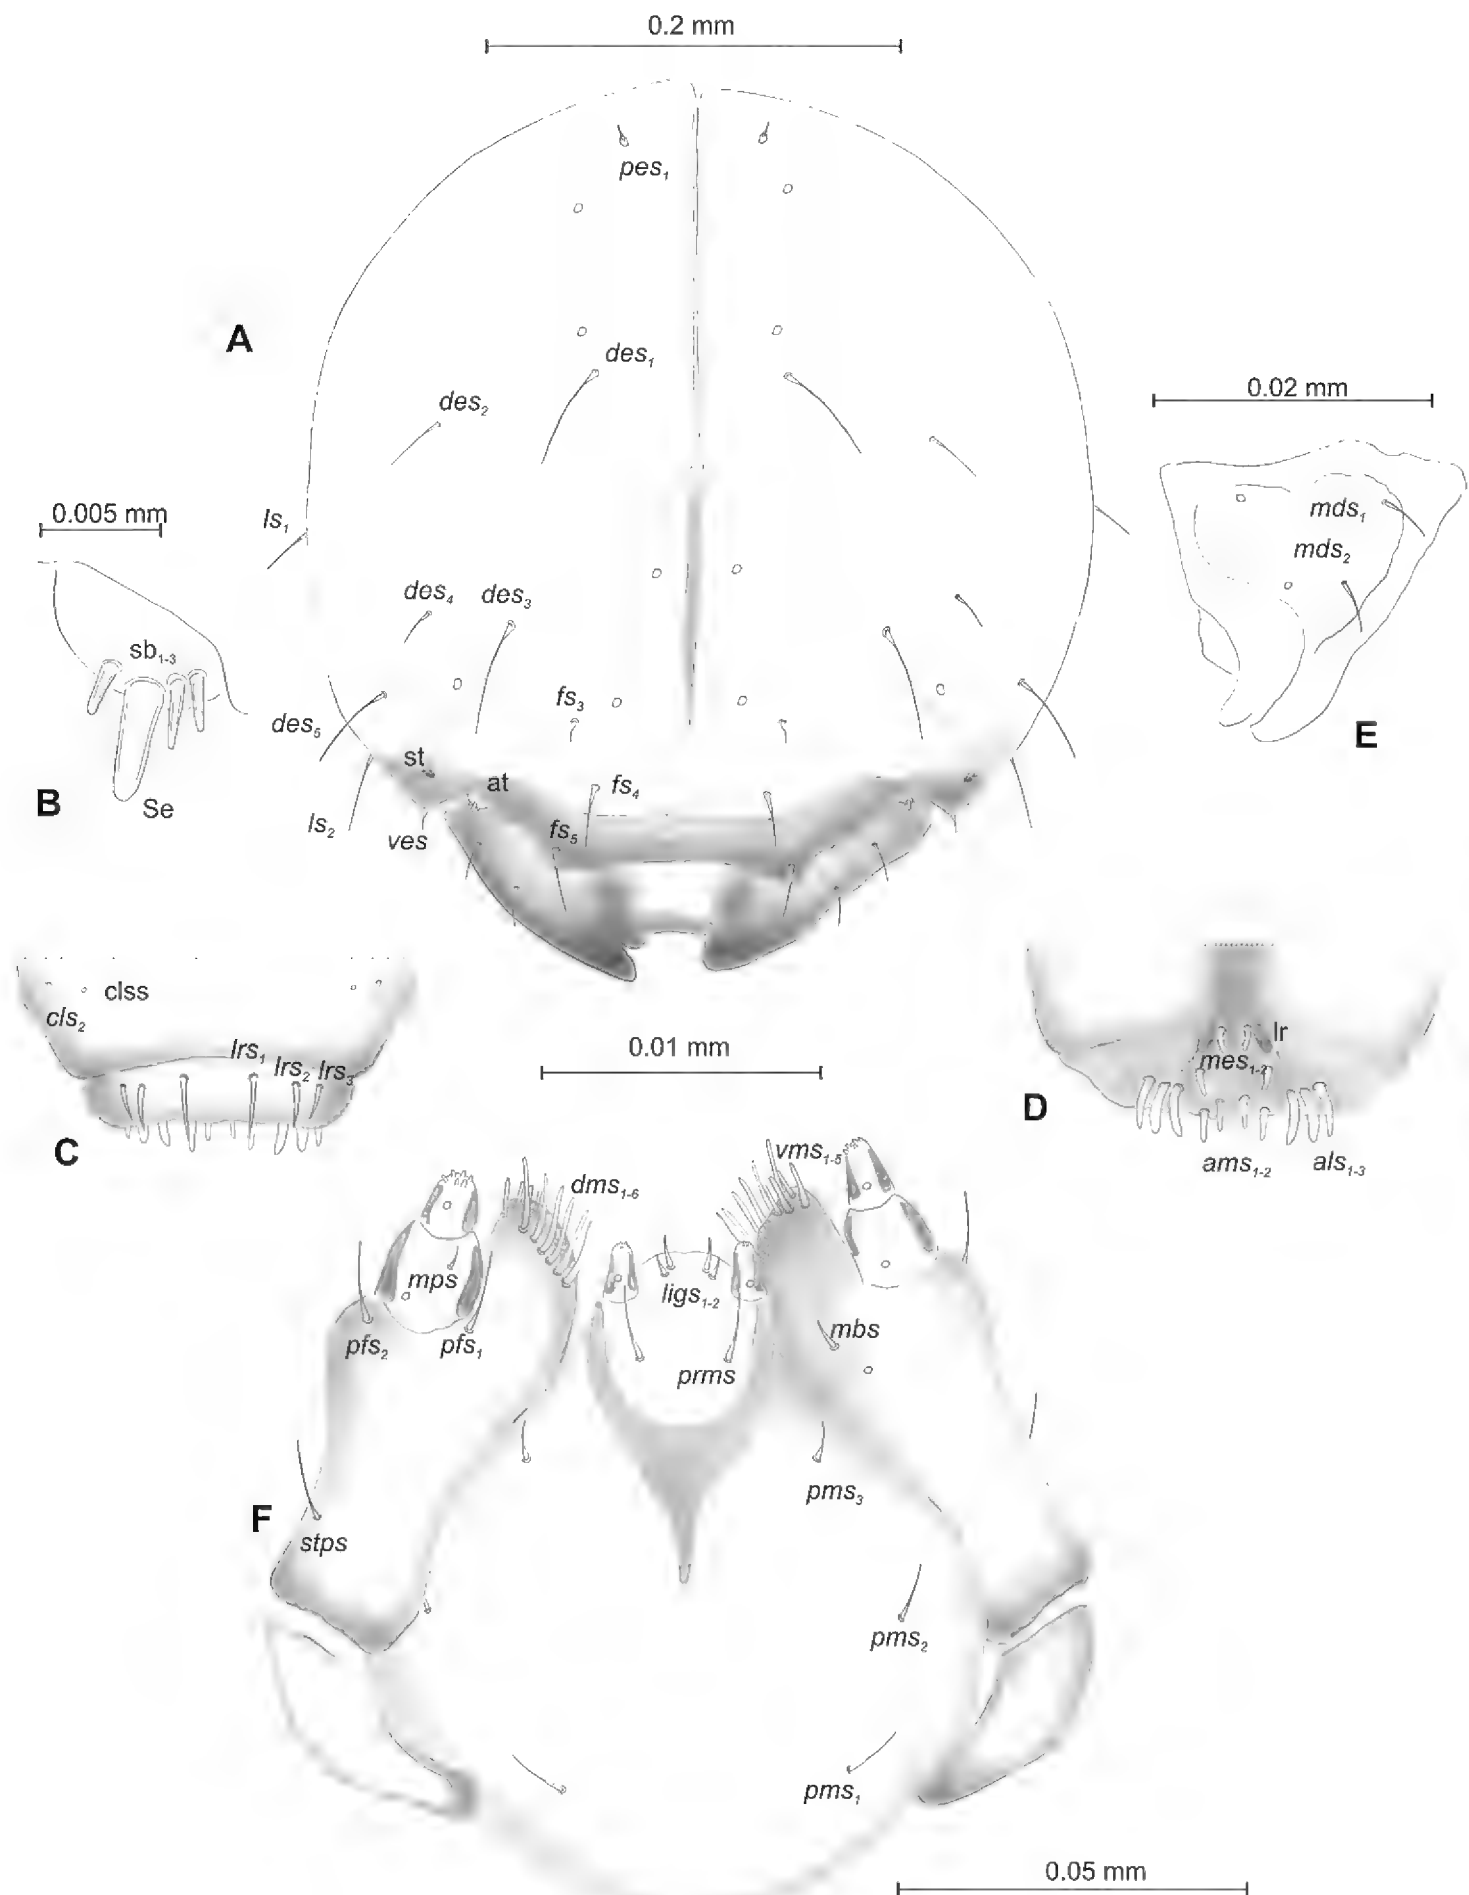 0.2 mm
pes₁
A
des₁
des₂
0.02 mm
0.005 mm
ls₁
mds₁
mds₂
des₄ des₃
sb₁₋₃
fs₃
des₅
E
st
at
fs₄
B
Se
ls₂
ves
fs₅
clss
cls₂
lr
0.01 mm
lrs₁ lrs₂ lrs₃
mes₁₋₂
D
C
vms₁₋₅
ams₁₋₂ als₁₋₃
dms₁₋₆
mps
ligs₁₋₂
mbs
pfs₂ pfs₁
prms
pms₃
F
stps
pms₂
pms₁
0.05 mm